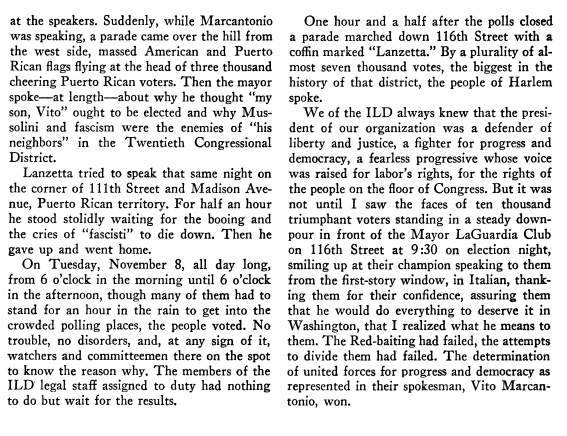 at the speakers. Suddenly, while Marcantonio
was speaking, a parade came over the hill from
the west side, massed American and Puerto
Rican flags flying at the head of three thousand
cheering Puerto Rican voters. Then the mayor
spoke—at length—about why he thought "my
son, Vito" ought to be elected and why Mus-
solini and fascism were the enemies of "his
neighbors" in the Twentieth Congressional
District.
Lanzetta tried to speak that same night on
the corner of 111th Street and Madison Ave-
nue, Puerto Rican territory. For half an hour
he stood stolidly waiting for the booing and
the cries of "fascisti" to die down. Then he
gave up and went home.
On Tuesday, November 8, all day long,
from 6 o'clock in the morning until 6 o'clock
in the afternoon, though many of them had to
stand for an hour in the rain to get into the
crowded polling places, the people voted. No
trouble, no disorders, and, at any sign of it,
watchers and committeemen there on the spot
to know the reason why. The members of the
ILD legal staff assigned to duty had nothing
to do but wait for the results.
One hour and a half after the polls closed
a parade marched down 116th Street with a
coffin marked "Lanzetta." By a plurality of al-
most seven thousand votes, the biggest in the
history of that district, the people of Harlem
spoke.
We of the ILD always knew that the presi-
dent of our organization was a defender of
liberty and justice, a fighter for progress and
democracy, a fearless progressive whose voice
was raised for labor's rights, for the rights of
the people on the floor of Congress. But it was
not until I saw the faces of ten thousand
triumphant voters standing in a steady down-
pour in front of the Mayor LaGuardia Club
on 116th Street at 9:30 on election night,
smiling up at their champion speaking to them
from the first-story window, in Italian, thank-
ing them for their confidence, assuring them
that he would do everything to deserve it in
Washington, that I realized what he means to
them. The Red-baiting had failed, the attempts
to divide them had failed. The determination
of united forces for progress and democracy as
represented in their spokesman, Vito Marcan-
tonio, won.